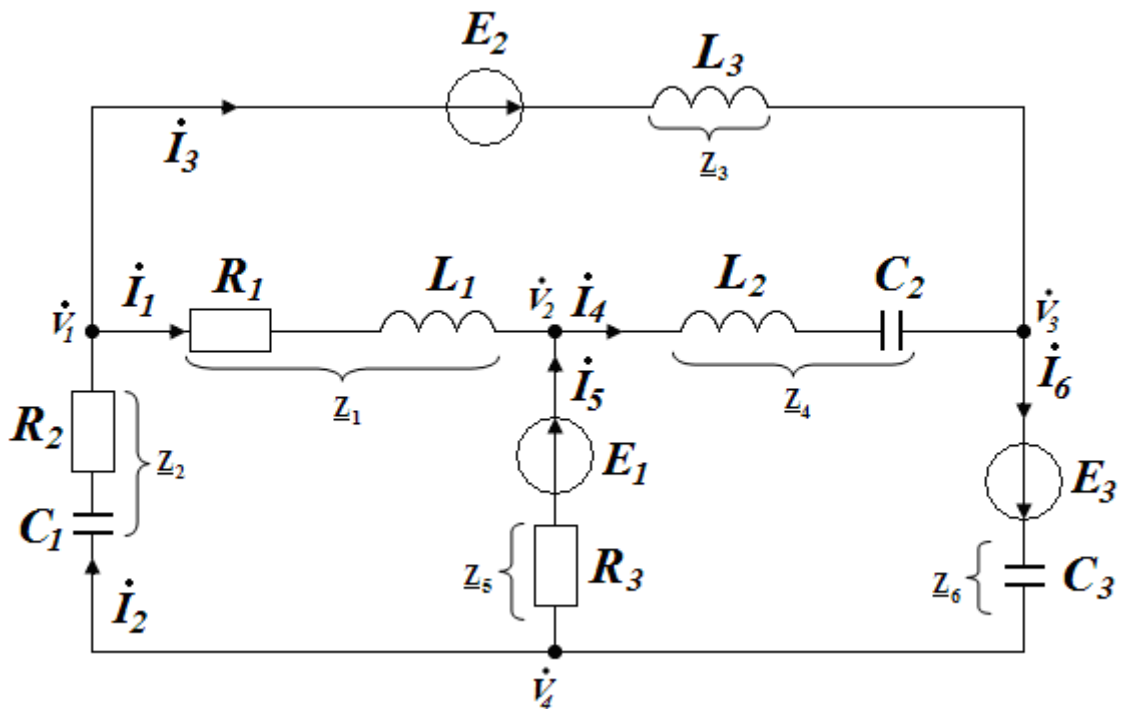 E₂
L₃
İ₃
Z₃
V̇₁
İ₁
R₁
L₁
V̇₂
İ₄
L₂
C₂
V̇₃
Z₁
İ₅
Z₄
İ₆
R₂
Z₂
E₁
E₃
C₁
Z₅
R₃
Z₆
C₃
İ₂
V̇₄